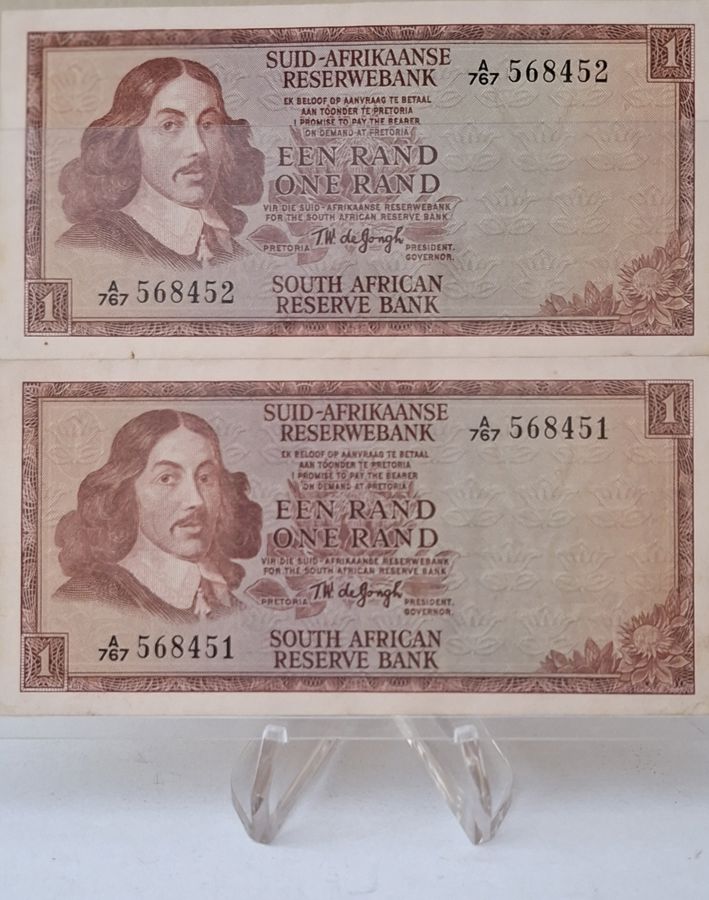 SUID-AFRIKAANSE
RESERWEBANK
A/767 568452
1
EK BELOOF OP AANVRAAG TE BETAAL
AAN TOONDER TE PRETORIA
I PROMISE TO PAY THE BEARER
ON DEMAND AT PRETORIA
EEN RAND
ONE RAND
VIR DIE SUID-AFRIKAANSE RESERWEBANK
FOR THE SOUTH AFRICAN RESERVE BANK
PRETORIA T.W. de Jongh PRESIDENT.
GOVERNOR.
1
A/767 568452
SOUTH AFRICAN
RESERVE BANK
SUID-AFRIKAANSE
RESERWEBANK
A/767 568451
1
EK BELOOF OP AANVRAAG TE BETAAL
AAN TOONDER TE PRETORIA
I PROMISE TO PAY THE BEARER
ON DEMAND AT PRETORIA
EEN RAND
ONE RAND
VIR DIE SUID-AFRIKAANSE RESERWEBANK
FOR THE SOUTH AFRICAN RESERVE BANK
PRETORIA T.W. de Jongh PRESIDENT.
GOVERNOR.
1
A/767 568451
SOUTH AFRICAN
RESERVE BANK